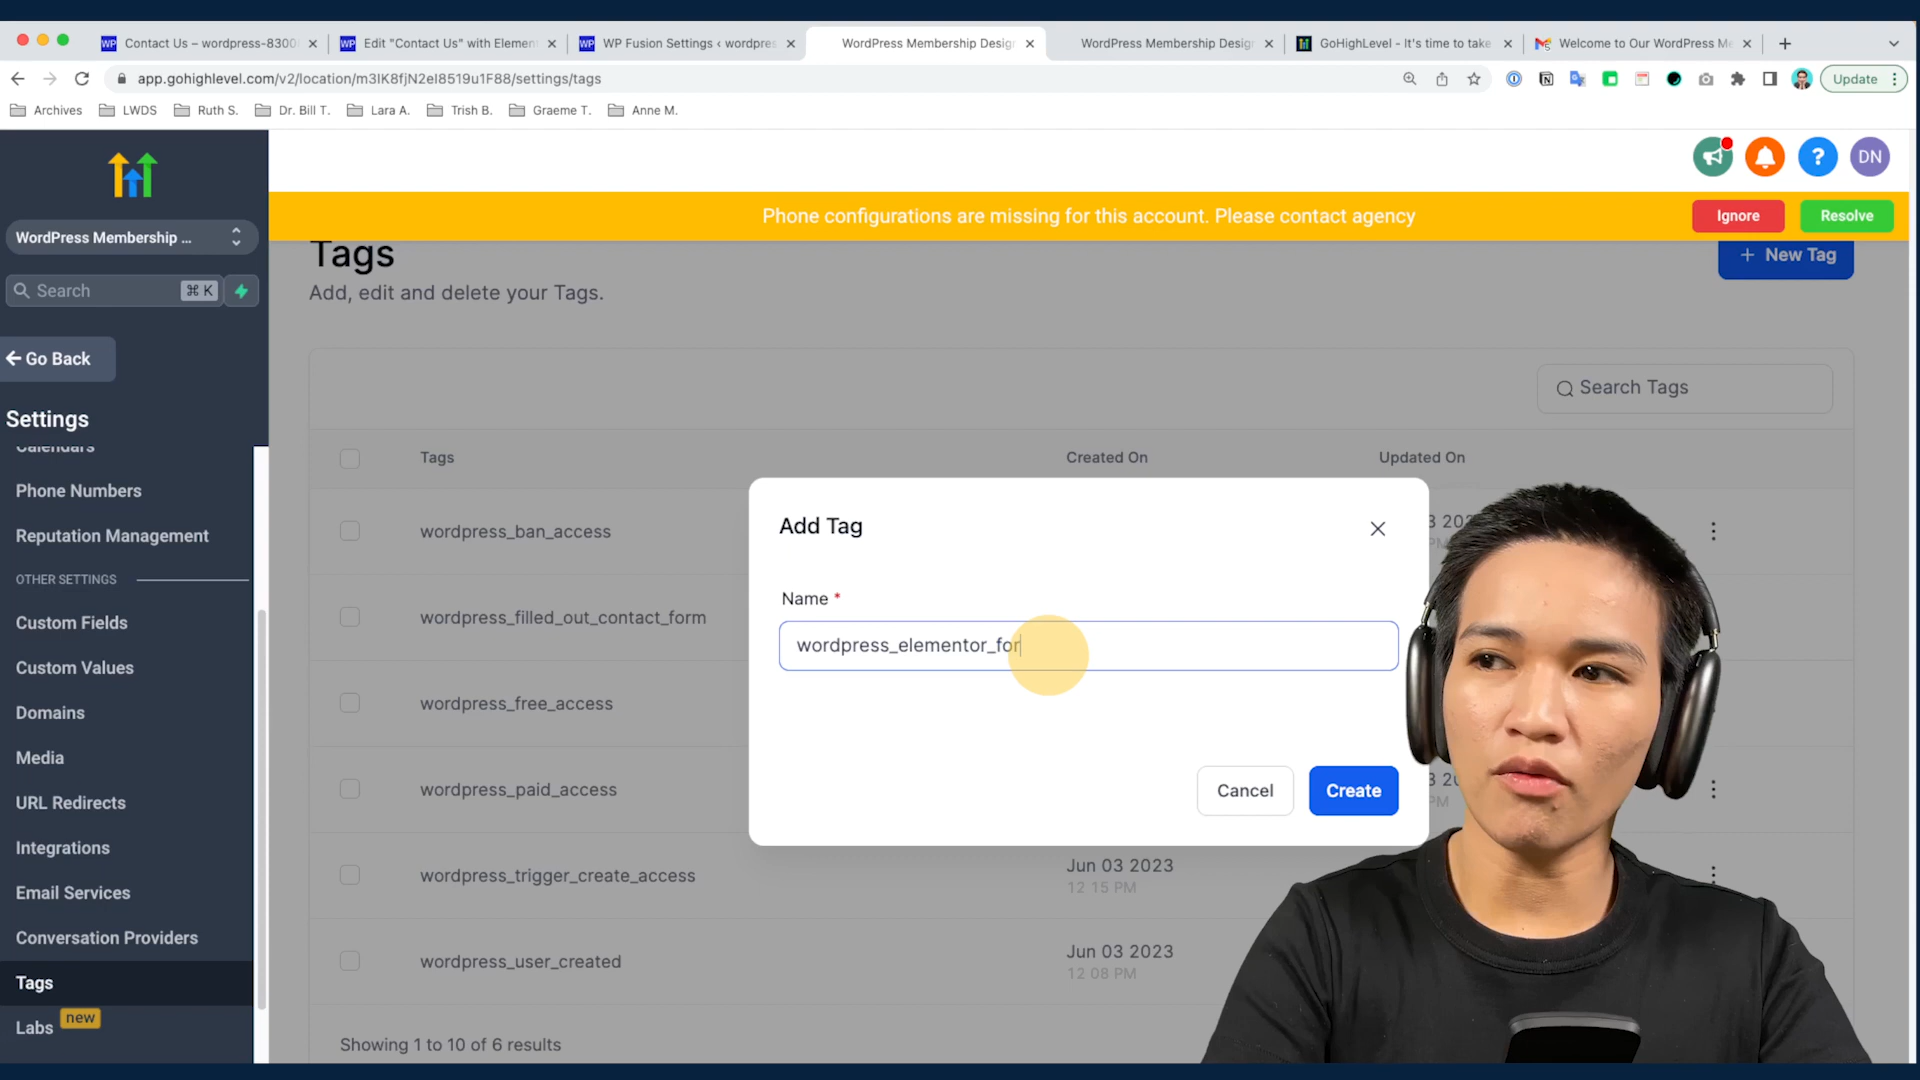 WP Contact Us – wordpress-8300
WP Edit "Contact Us" with Elemen
WP WP Fusion Settings ‹ wordpres
WordPress Membership Design
WordPress Membership Design
GoHighLevel - It's time to take
Welcome to Our WordPress Me
app.gohighlevel.com/v2/location/m3IK8fjN2eI8519u1F88/settings/tags
Update
Archives
LWDS
Ruth S.
Dr. Bill T.
Lara A.
Trish B.
Graeme T.
Anne M.
DN
Phone configurations are missing for this account. Please contact agency
Ignore
Resolve
WordPress Membership ...
Search
⌘ K
Go Back
Settings
Calendars
Phone Numbers
Reputation Management
OTHER SETTINGS
Custom Fields
Custom Values
Domains
Media
URL Redirects
Integrations
Email Services
Conversation Providers
Tags
Labs new
Tags
+ New Tag
Add, edit and delete your Tags.
Search Tags
Tags
Created On
Updated On
wordpress_ban_access
wordpress_filled_out_contact_form
wordpress_free_access
wordpress_paid_access
wordpress_trigger_create_access
Jun 03 2023
12 15 PM
wordpress_user_created
Jun 03 2023
12 08 PM
Showing 1 to 10 of 6 results
Add Tag
Name *
wordpress_elementor_for
Cancel
Create